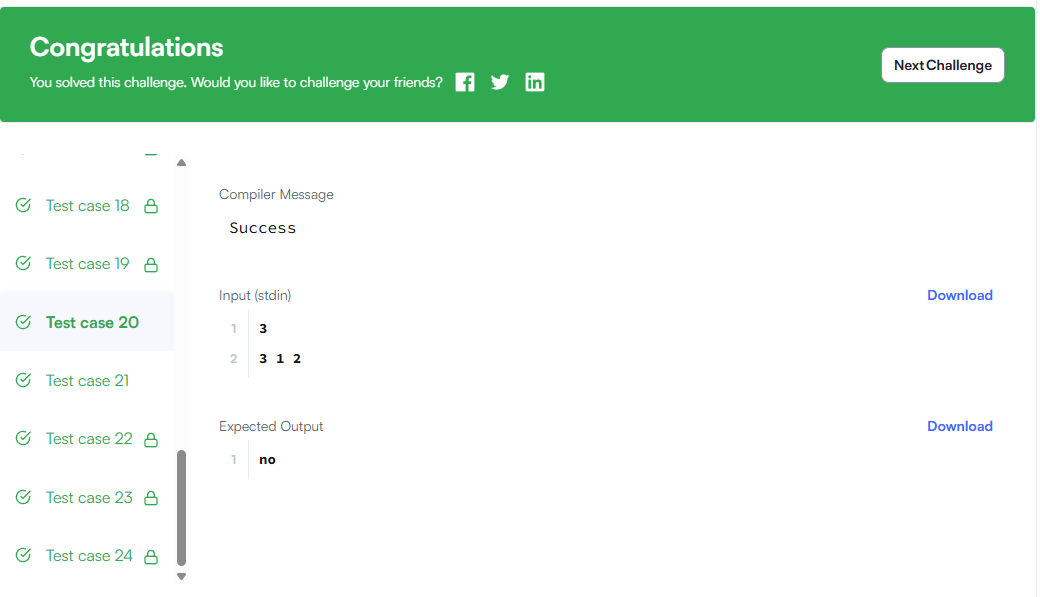 Congratulations
You solved this challenge. Would you like to challenge your friends?
Next Challenge
Test case 18
Test case 19
Test case 20
Test case 21
Test case 22
Test case 23
Test case 24
Compiler Message
Success
Input (stdin)
Download
1 3
2 3 1 2
Expected Output
Download
1 no